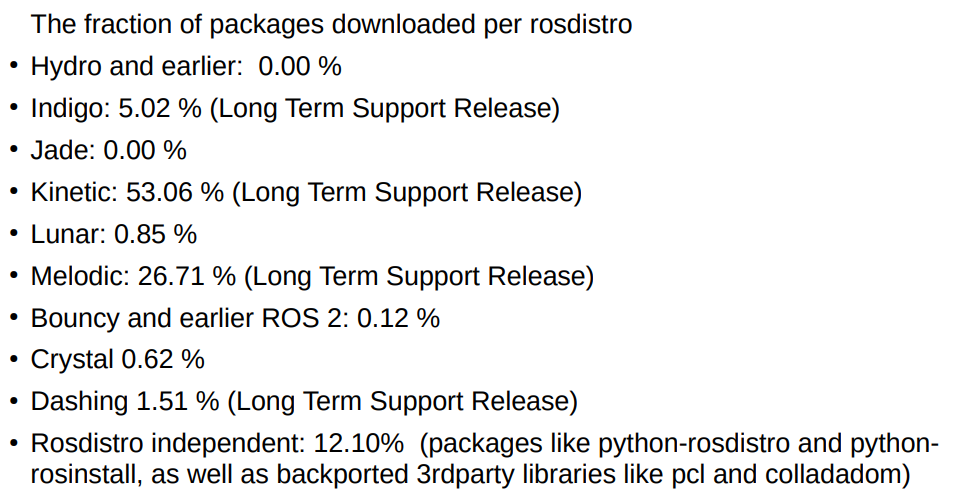 The fraction of packages downloaded per rosdistro
• Hydro and earlier:  0.00 %
• Indigo: 5.02 % (Long Term Support Release)
• Jade: 0.00 %
• Kinetic: 53.06 % (Long Term Support Release)
• Lunar: 0.85 %
• Melodic: 26.71 % (Long Term Support Release)
• Bouncy and earlier ROS 2: 0.12 %
• Crystal 0.62 %
• Dashing 1.51 % (Long Term Support Release)
• Rosdistro independent: 12.10%  (packages like python-rosdistro and python-
rosinstall, as well as backported 3rdparty libraries like pcl and colladadom)